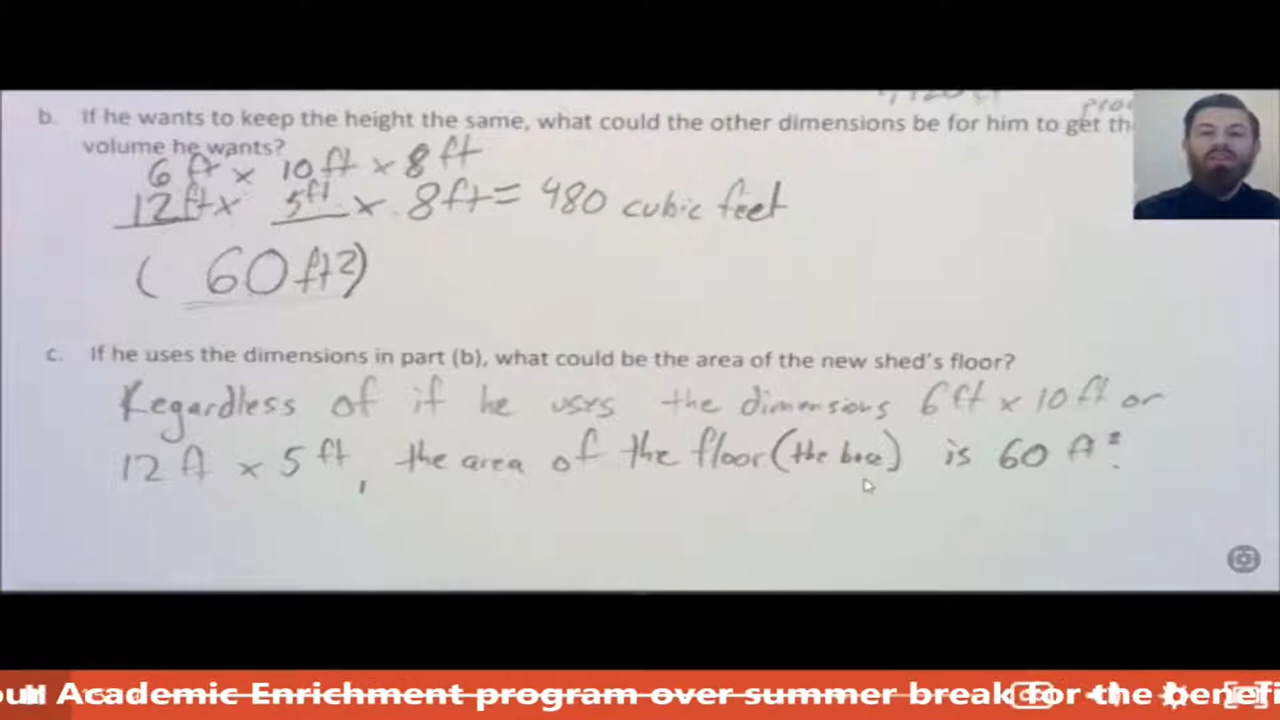 b. If he wants to keep the height the same, what could the other dimensions be for him to get th
volume he wants?
6 ft x 10 ft x 8 ft
12 ft x 5 ft x 8 ft = 480 cubic feet
( 60 ft²)
c. If he uses the dimensions in part (b), what could be the area of the new shed's floor?
Regardless of if he uses the dimensions 6 ft x 10 ft or
12 ft x 5 ft, the area of the floor (the base) is 60 ft².
Academic Enrichment program over summer break for the benefi